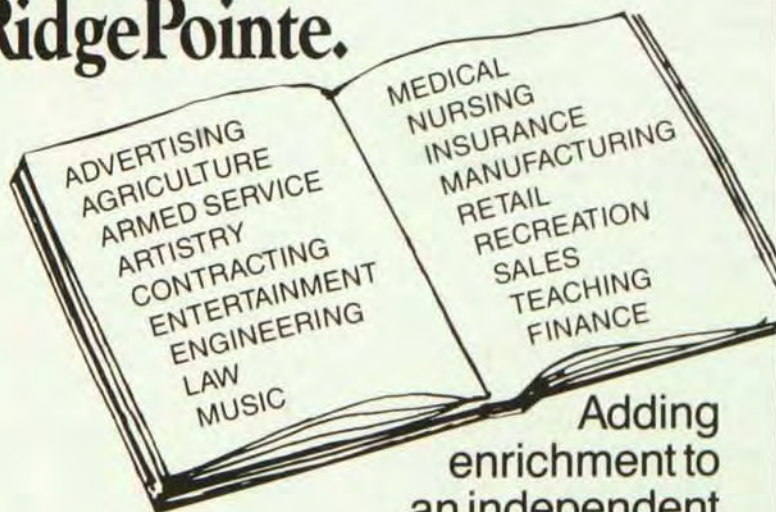 RidgePointe.
ADVERTISING
AGRICULTURE
ARMED SERVICE
ARTISTRY
CONTRACTING
ENTERTAINMENT
ENGINEERING
LAW
MUSIC
MEDICAL
NURSING
INSURANCE
MANUFACTURING
RETAIL
RECREATION
SALES
TEACHING
FINANCE
Adding
enrichment to
an independent